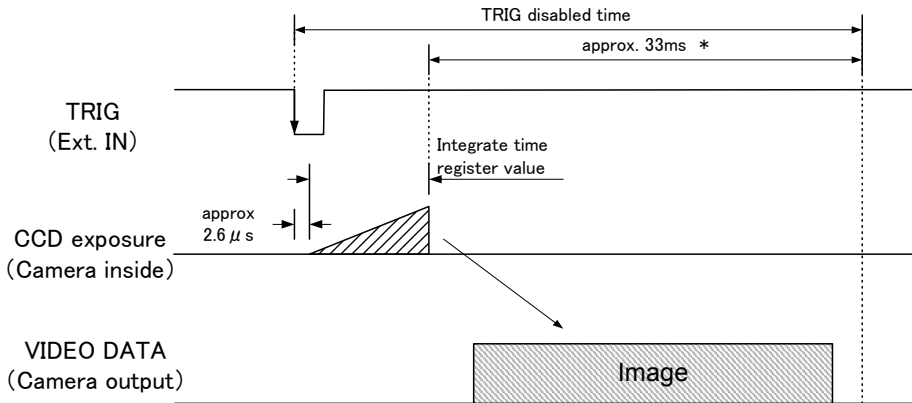 TRIG disabled time
approx. 33ms *
TRIG
(Ext. IN)
Integrate time
register value
approx
2.6 μ s
CCD exposure
(Camera inside)
VIDEO DATA
(Camera output)
Image